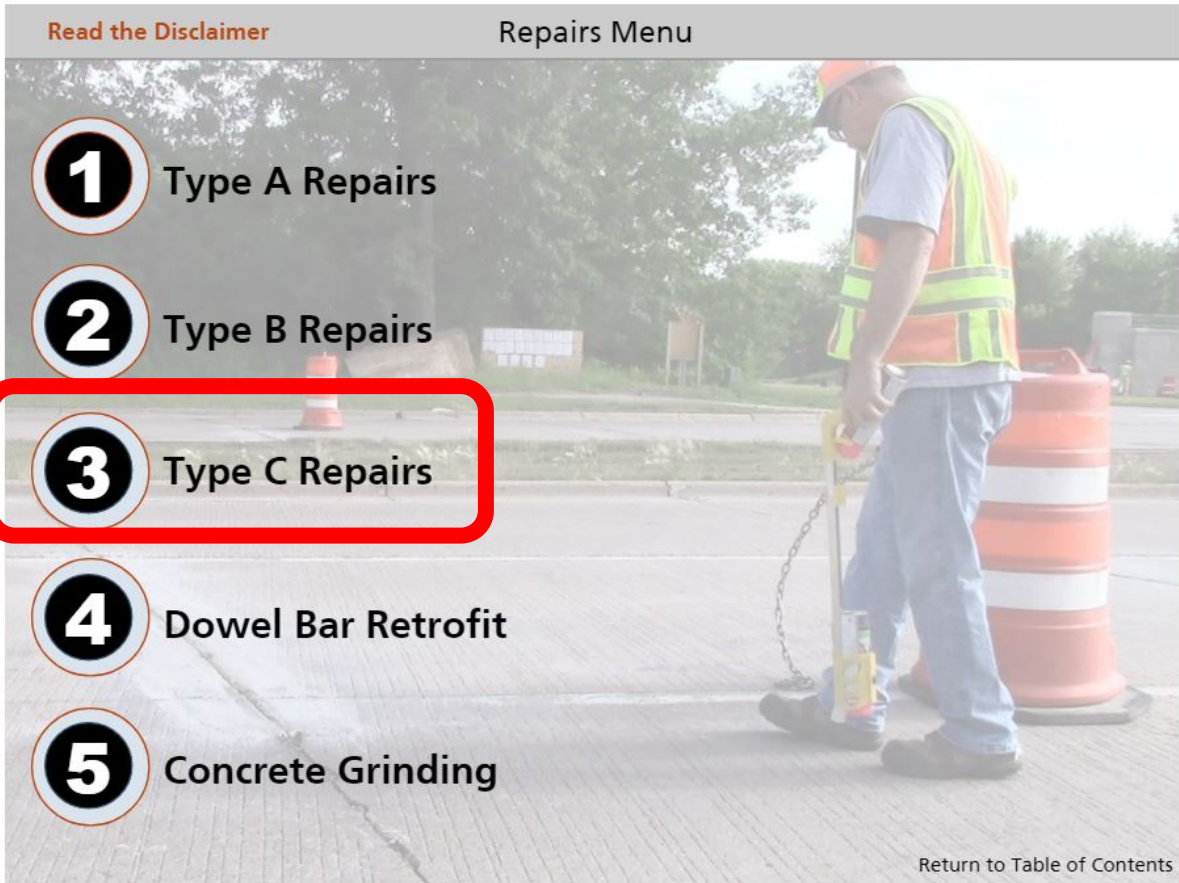 Read the Disclaimer
Repairs Menu
1 Type A Repairs
2 Type B Repairs
3 Type C Repairs
4 Dowel Bar Retrofit
5 Concrete Grinding
Return to Table of Contents